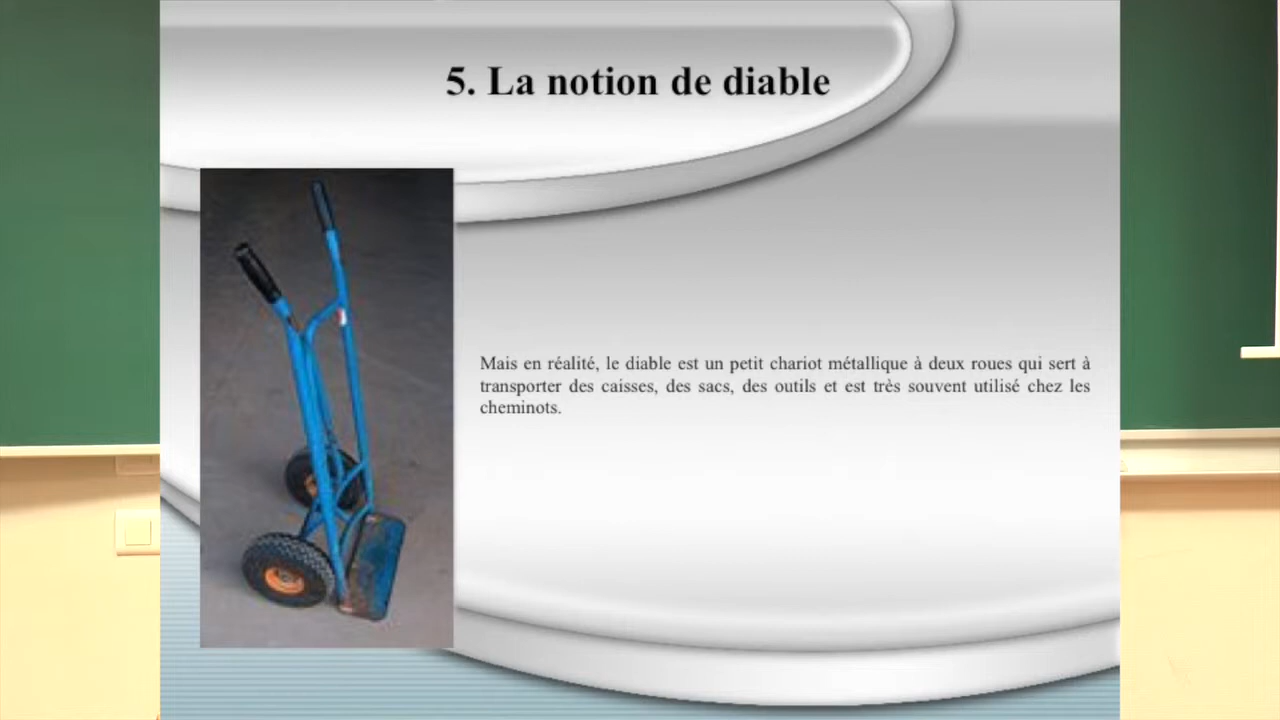 5. La notion de diable
Mais en réalité, le diable est un petit chariot métallique à deux roues qui sert à
transporter des caisses, des sacs, des outils et est très souvent utilisé chez les
cheminots.